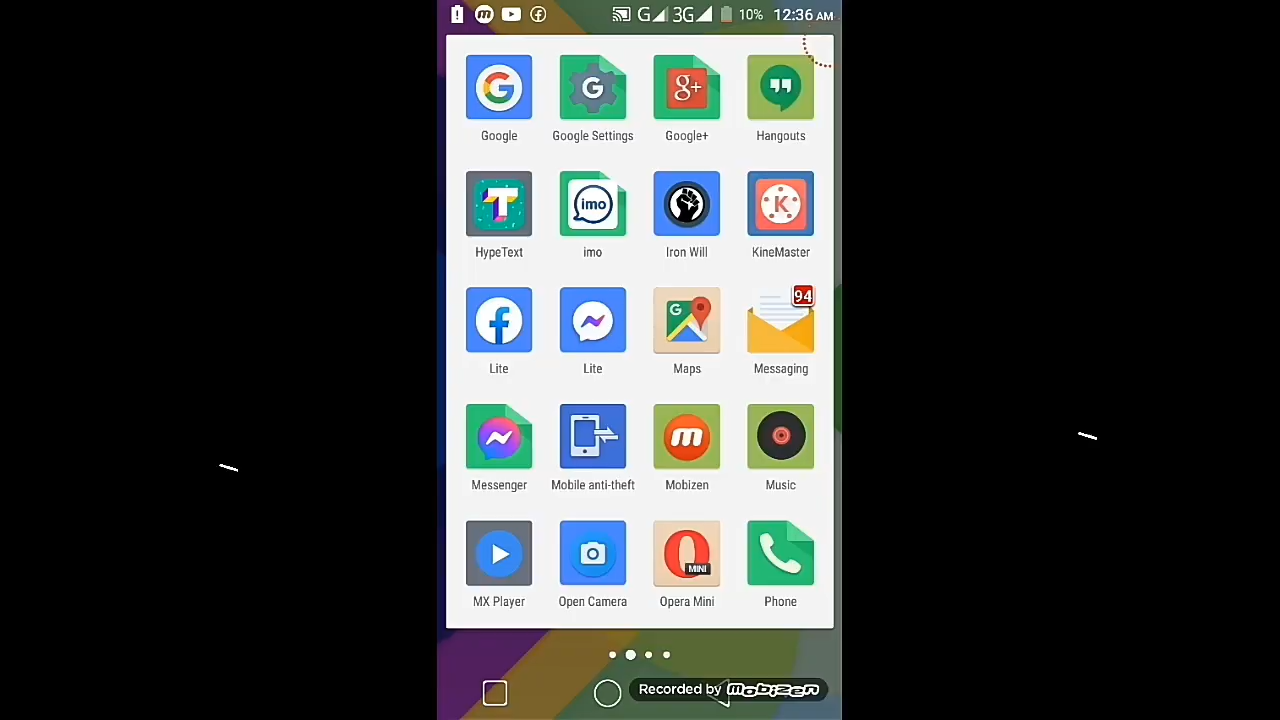 G 3G 10% 12:36 AM
Google Google Settings Google+ Hangouts
HypeText imo Iron Will KineMaster
94
Lite Lite Maps Messaging
Messenger Mobile anti-theft Mobizen Music
MINI
MX Player Open Camera Opera Mini Phone
Recorded by mobizen